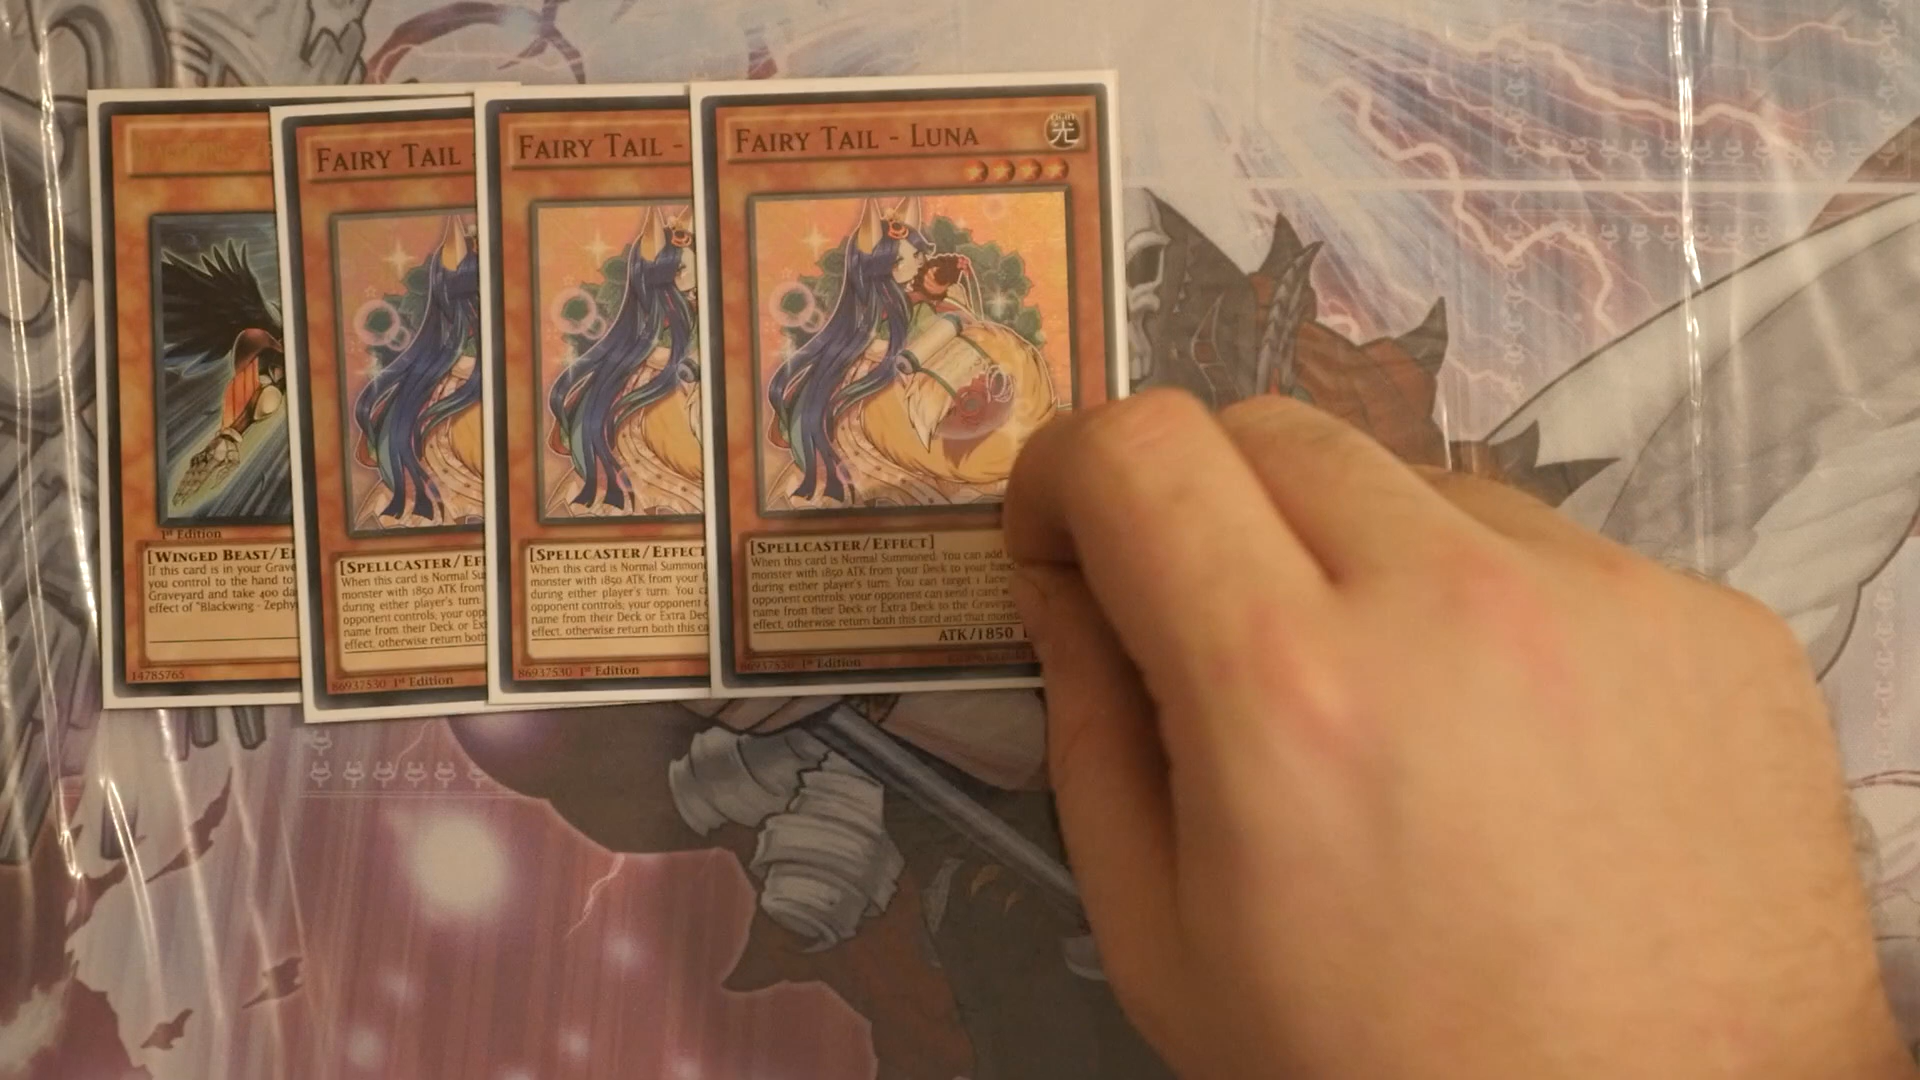 1st Edition
[WINGED BEAST/E
If this card is in your Grave
you control to the hand to
Graveyard and take 400 da
effect of "Blackwing - Zephy
14785765
FAIRY TAIL -
[SPELLCASTER/EF
When this card is Normal Su
monster with 1850 ATK from
during either player's turn:
opponent controls; your opp
name from their Deck or Ex
effect, otherwise return both
86937530 1st Edition
FAIRY TAIL -
[SPELLCASTER/EFFECT
When this card is Normal Summon
monster with 1850 ATK from your
during either player's turn: You c
opponent controls; your opponent
name from their Deck or Extra Dec
effect, otherwise return both this ca
86937530 1st Edition
FAIRY TAIL - LUNA
LIGHT
光
[SPELLCASTER/EFFECT]
When this card is Normal Summoned: You can add
monster with 1850 ATK from your Deck to your hand
during either player's turn: You can target 1 face-
opponent controls; your opponent can send 1 card w
name from their Deck or Extra Deck to the Graveya
effect, otherwise return both this card and that monst
ATK/1850
86937530 1st Edition